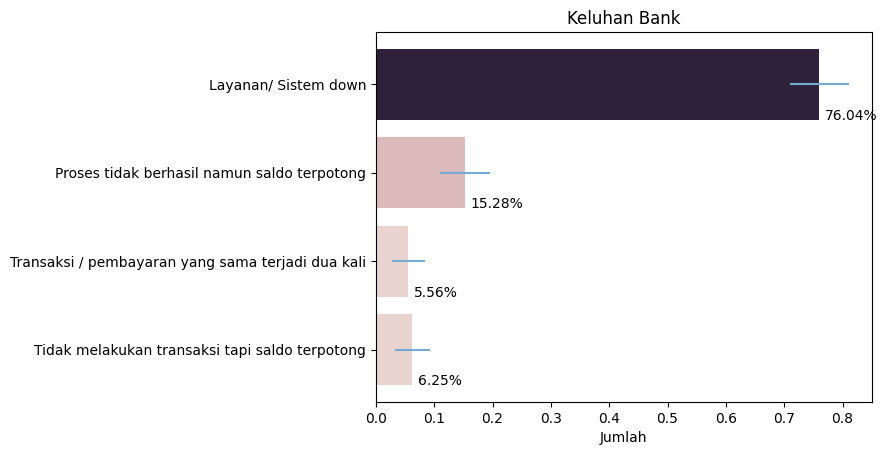 Keluhan Bank
Layanan/ Sistem down
76.04%
Proses tidak berhasil namun saldo terpotong
15.28%
Transaksi / pembayaran yang sama terjadi dua kali
5.56%
Tidak melakukan transaksi tapi saldo terpotong
6.25%
0.0 0.1 0.2 0.3 0.4 0.5 0.6 0.7 0.8
Jumlah